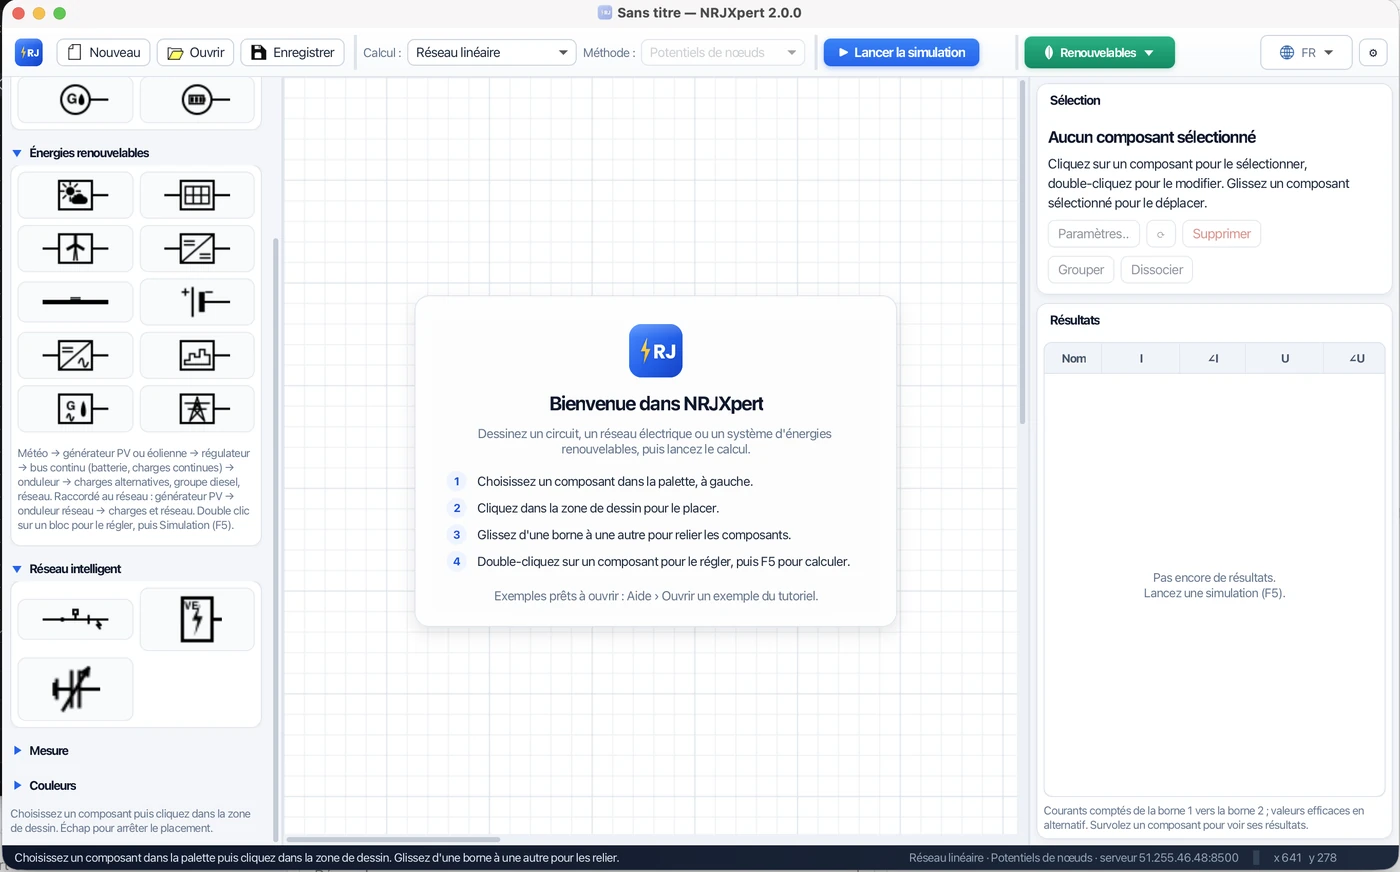 Sans titre — NRJXpert 2.0.0
RJ Nouveau Ouvrir Enregistrer Calcul : Réseau linéaire Méthode : Potentiels de nœuds Lancer la simulation Renouvelables FR
G
Énergies renouvelables
G
Météo → générateur PV ou éolienne → régulateur
→ bus continu (batterie, charges continues) →
onduleur → charges alternatives, groupe diesel,
réseau. Raccordé au réseau : générateur PV →
onduleur réseau → charges et réseau. Double clic
sur un bloc pour le régler, puis Simulation (F5).
Réseau intelligent
VE
Mesure
Couleurs
Choisissez un composant puis cliquez dans la zone
de dessin. Échap pour arrêter le placement.
RJ
Bienvenue dans NRJXpert
Dessinez un circuit, un réseau électrique ou un système d'énergies
renouvelables, puis lancez le calcul.
1 Choisissez un composant dans la palette, à gauche.
2 Cliquez dans la zone de dessin pour le placer.
3 Glissez d'une borne à une autre pour relier les composants.
4 Double-cliquez sur un composant pour le régler, puis F5 pour calculer.
Exemples prêts à ouvrir : Aide › Ouvrir un exemple du tutoriel.
Sélection
Aucun composant sélectionné
Cliquez sur un composant pour le sélectionner,
double-cliquez pour le modifier. Glissez un composant
sélectionné pour le déplacer.
Paramètres.. ⟳ Supprimer
Grouper Dissocier
Résultats
Nom I ∠I U ∠U
Pas encore de résultats.
Lancez une simulation (F5).
Courants comptés de la borne 1 vers la borne 2 ; valeurs efficaces en
alternatif. Survolez un composant pour voir ses résultats.
Choisissez un composant dans la palette puis cliquez dans la zone de dessin. Glissez d'une borne à une autre pour les relier. Réseau linéaire · Potentiels de nœuds · serveur 51.255.46.48:8500 x 641 y 278